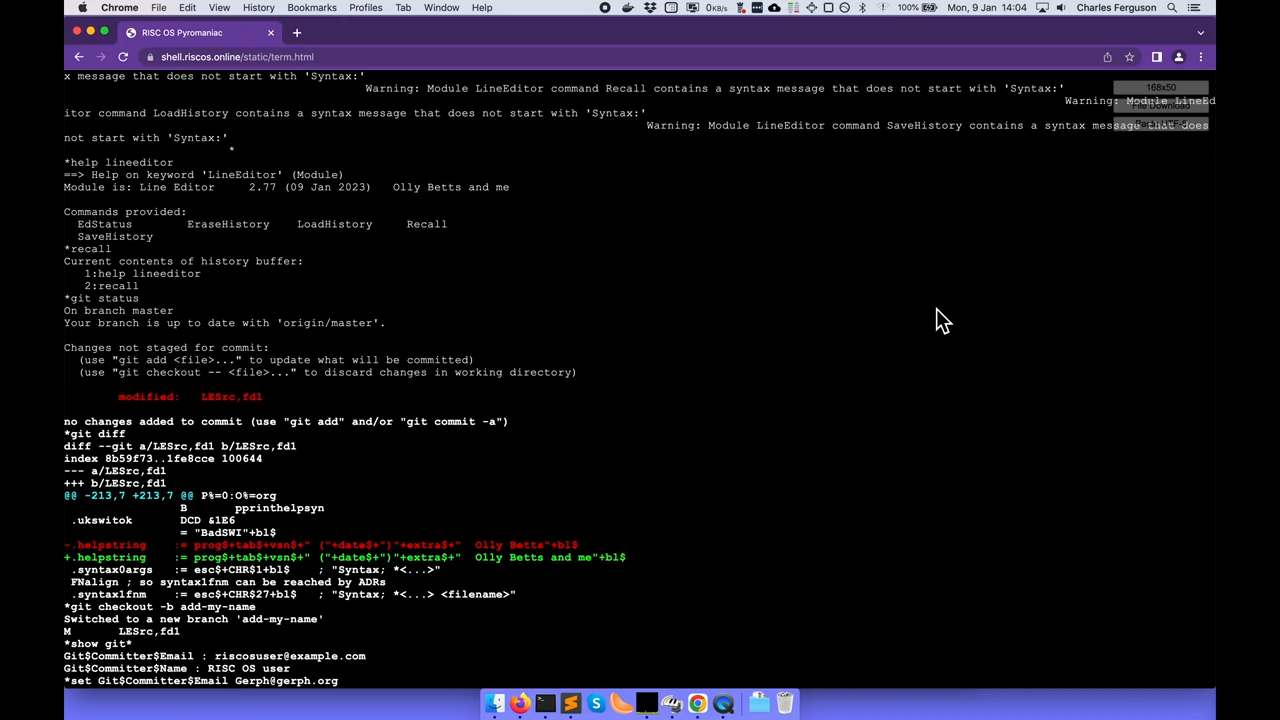 Chrome File Edit View History Bookmarks Profiles Tab Window Help 0KB/s 100% Mon, 9 Jan 14:04 Charles Ferguson
RISC OS Pyromaniac
shell.riscos.online/static/term.html
x message that does not start with 'Syntax:'
Warning: Module LineEditor command Recall contains a syntax message that does not start with 'Syntax:'
168x50
Warning: Module LineEd
File Download
itor command LoadHistory contains a syntax message that does not start with 'Syntax:'
Warning: Module LineEditor command SaveHistory contains a syntax message that does
not start with 'Syntax:'
*
*help lineeditor
==> Help on keyword 'LineEditor' (Module)
Module is: Line Editor 2.77 (09 Jan 2023) Olly Betts and me
Commands provided:
EdStatus EraseHistory LoadHistory Recall
SaveHistory
*recall
Current contents of history buffer:
1:help lineeditor
2:recall
*git status
On branch master
Your branch is up to date with 'origin/master'.
Changes not staged for commit:
(use "git add <file>..." to update what will be committed)
(use "git checkout -- <file>..." to discard changes in working directory)
modified: LESrc,fd1
no changes added to commit (use "git add" and/or "git commit -a")
*git diff
diff --git a/LESrc,fd1 b/LESrc,fd1
index 8b59f73..1fe8cce 100644
--- a/LESrc,fd1
+++ b/LESrc,fd1
@@ -213,7 +213,7 @@ P%=0:O%=org
B pprinthelpsyn
.ukswitok DCD &1E6
= "BadSWI"+bl$
-.helpstring := prog$+tab$+vsn$+" ("+date$+")"+extra$+" Olly Betts"+bl$
+.helpstring := prog$+tab$+vsn$+" ("+date$+")"+extra$+" Olly Betts and me"+bl$
.syntax0args := esc$+CHR$1+bl$ ; "Syntax; *<...>"
FNalign ; so syntax1fnm can be reached by ADRs
.syntax1fnm := esc$+CHR$27+bl$ ; "Syntax; *<...> <filename>"
*git checkout -b add-my-name
Switched to a new branch 'add-my-name'
M LESrc,fd1
*show git*
Git$Committer$Email : riscosuser@example.com
Git$Committer$Name : RISC OS user
*set Git$Committer$Email Gerph@gerph.org